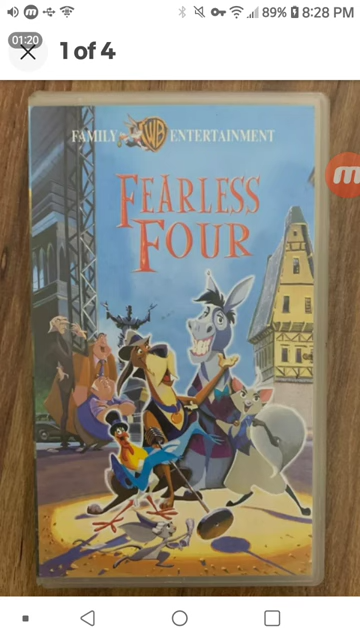 89% 8:28 PM
01:20
1 of 4
FAMILY WB ENTERTAINMENT
FEARLESS
FOUR